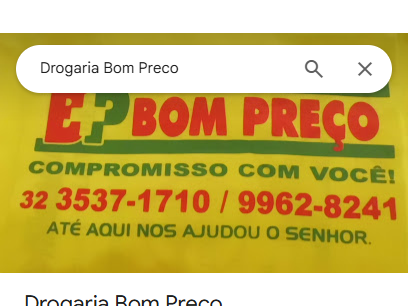 Drogaria Bom Preco
EP BOM PREÇO
COMPROMISSO COM VOCÊ!
32 3537-1710 / 9962-8241
ATÉ AQUI NOS AJUDOU O SENHOR.
Drogaria Bom Preco